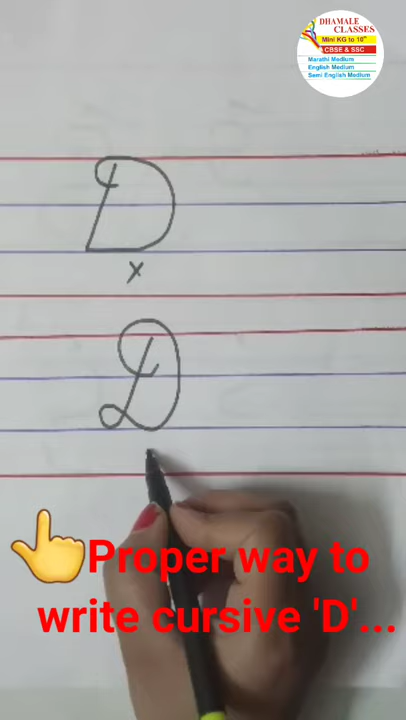 DHAMALE
CLASSES
Mini KG to 10th
CBSE & SSC
Marathi Medium
English Medium
Semi English Medium
D
x
D
Proper way to
write cursive 'D'...